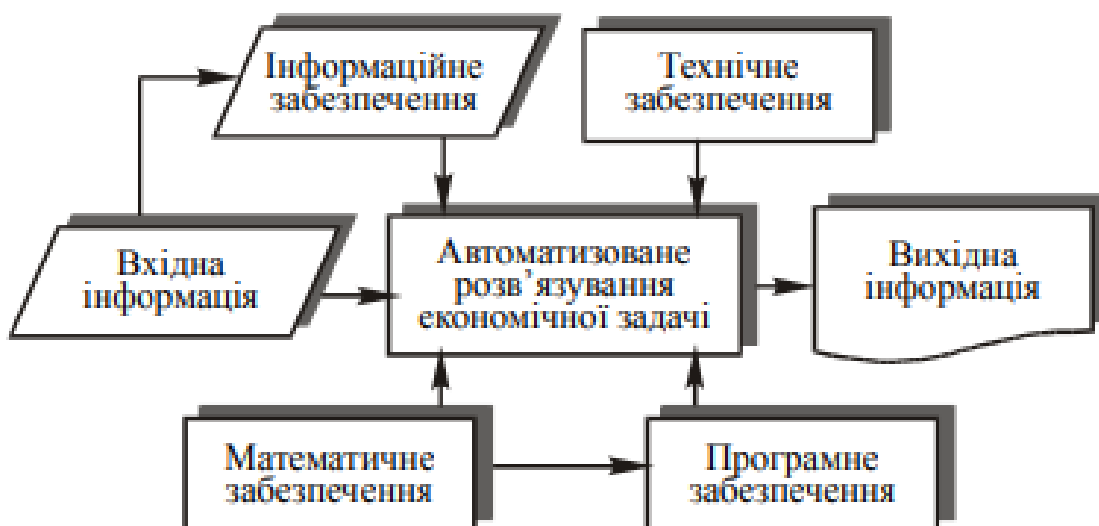 Інформаційне
забезпечення
Технічне
забезпечення
Вхідна
інформація
Автоматизоване
розв’язування
економічної задачі
Вихідна
інформація
Математичне
забезпечення
Програмне
забезпечення